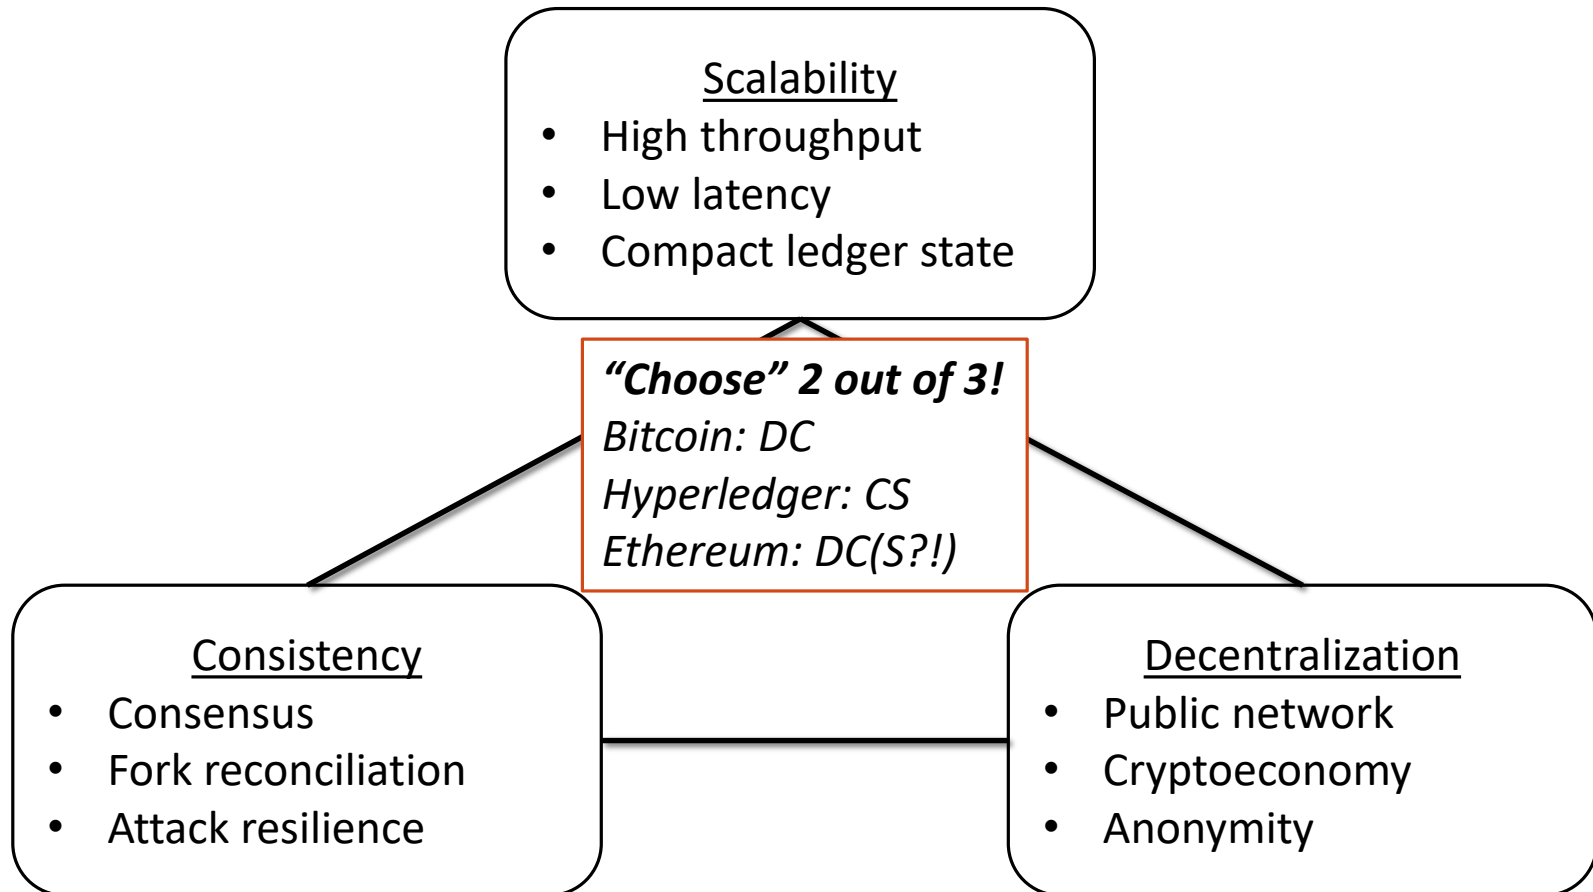 Scalability
• High throughput
• Low latency
• Compact ledger state
“Choose” 2 out of 3!
Bitcoin: DC
Hyperledger: CS
Ethereum: DC(S?!)
Consistency
• Consensus
• Fork reconciliation
• Attack resilience
Decentralization
• Public network
• Cryptoeconomy
• Anonymity